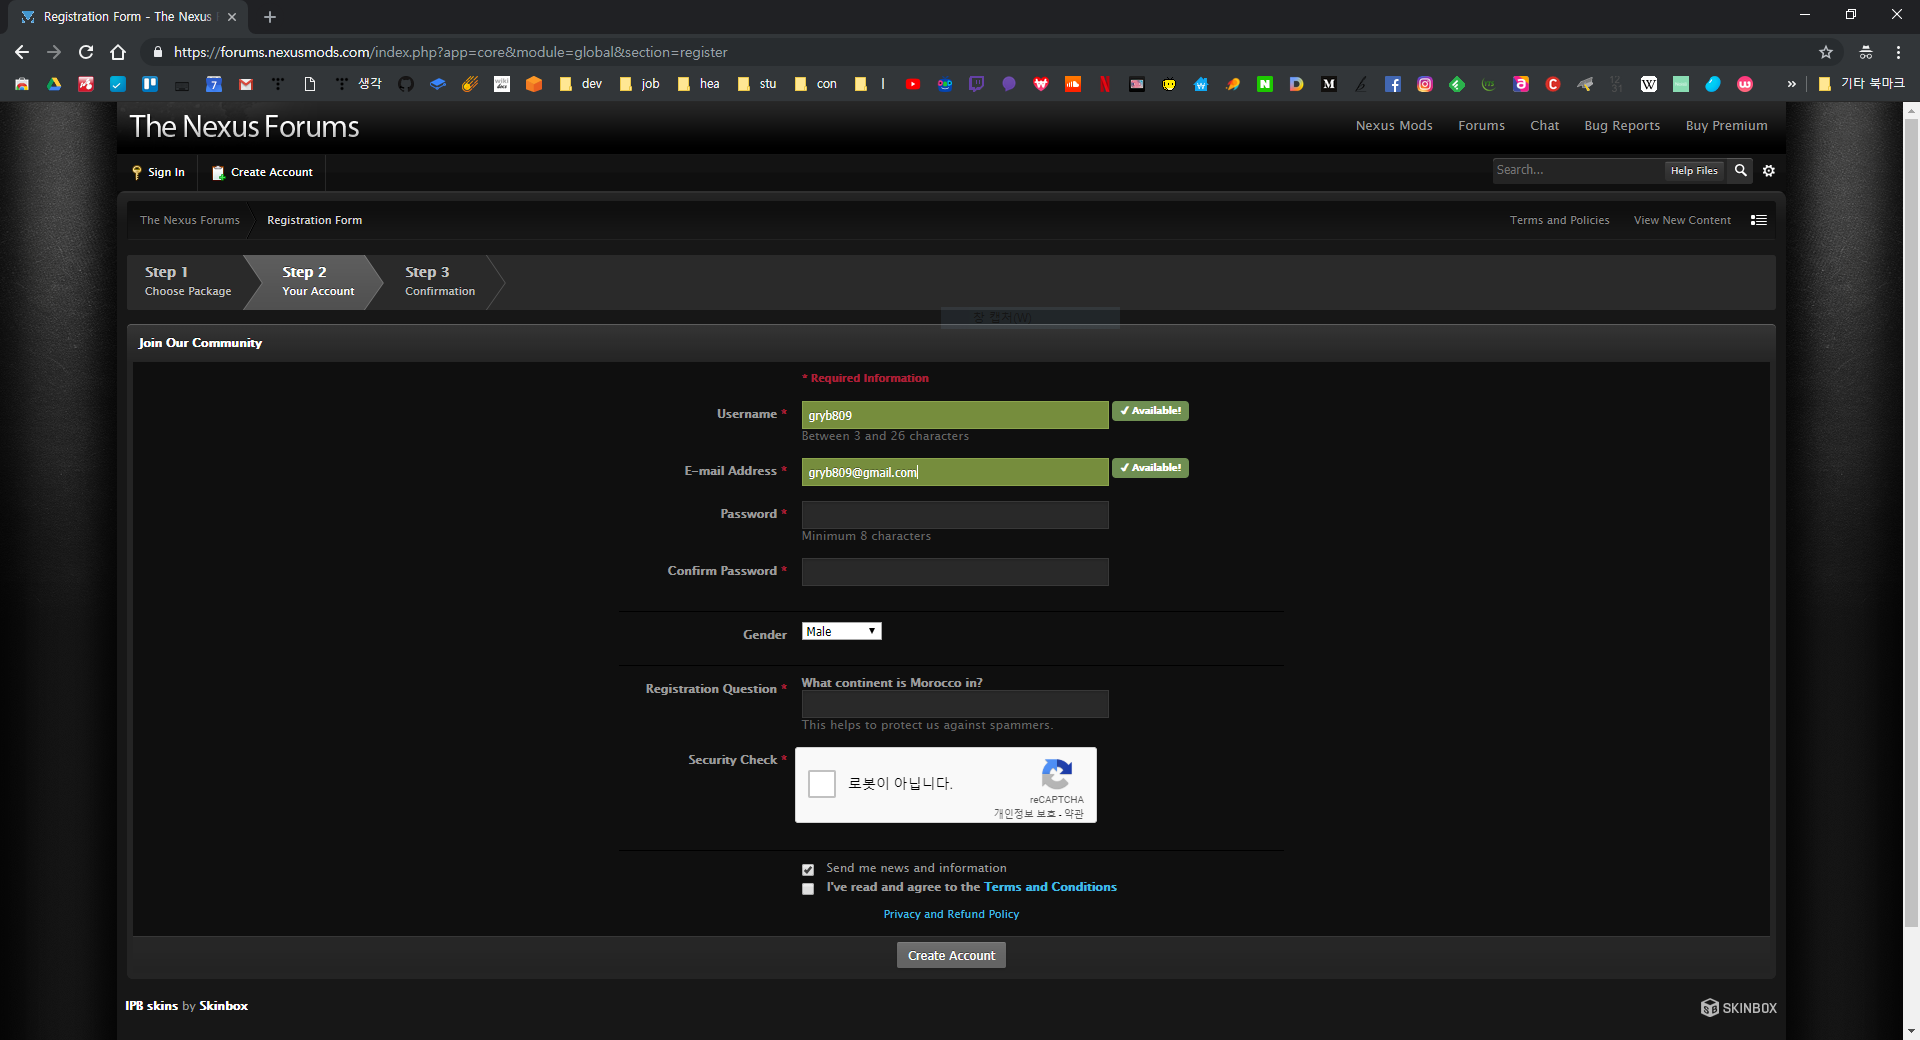 Registration Form - The Nexus
https://forums.nexusmods.com/index.php?app=core&module=global&section=register
생각
dev
job
hea
stu
con
l
기타 북마크
The Nexus Forums
Nexus Mods
Forums
Chat
Bug Reports
Buy Premium
Sign In
Create Account
Search...
Help Files
The Nexus Forums
Registration Form
Terms and Policies
View New Content
Step 1
Choose Package
Step 2
Your Account
Step 3
Confirmation
창 캡처(W)
Join Our Community
* Required Information
Username *
gryb809
✔ Available!
Between 3 and 26 characters
E-mail Address *
gryb809@gmail.com
✔ Available!
Password *
Minimum 8 characters
Confirm Password *
Gender
Male
Registration Question *
What continent is Morocco in?
This helps to protect us against spammers.
Security Check *
로봇이 아닙니다.
reCAPTCHA
개인정보 보호 - 약관
Send me news and information
I've read and agree to the Terms and Conditions
Privacy and Refund Policy
Create Account
IPB skins by Skinbox
SKINBOX